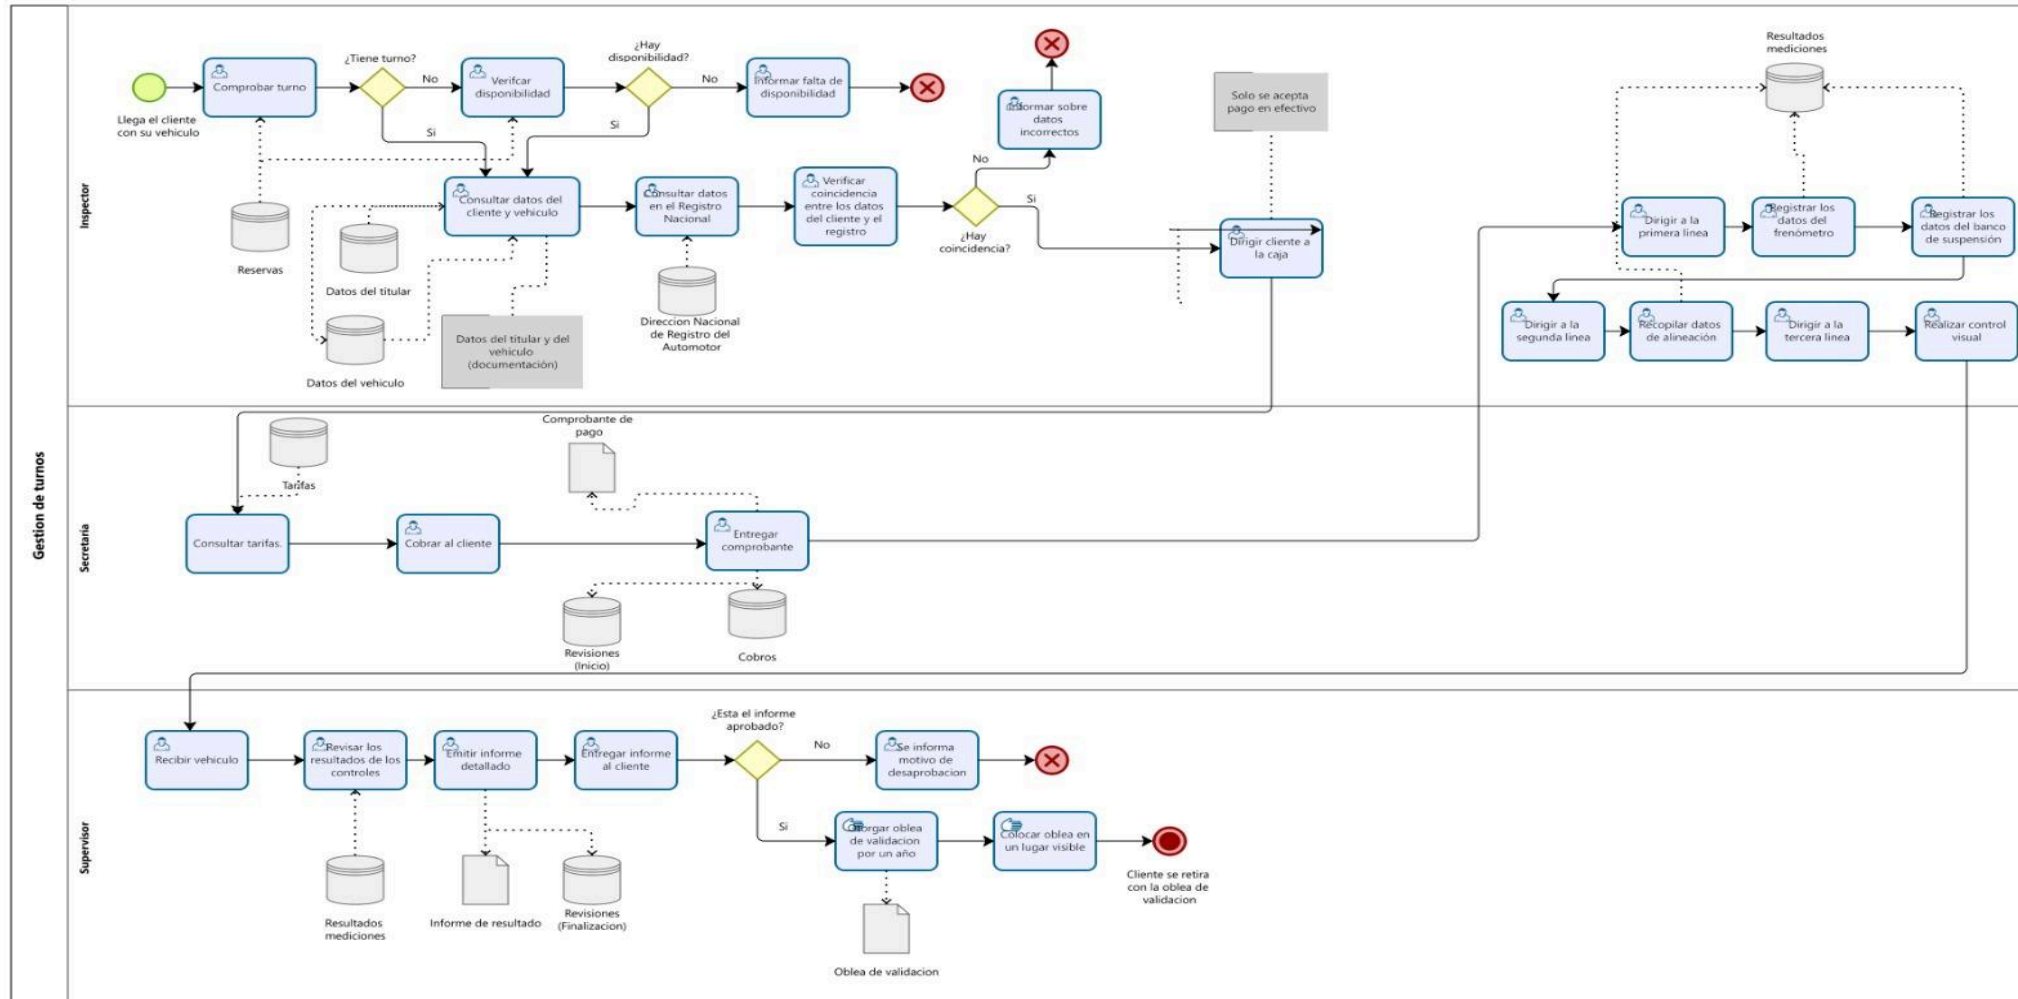 Gestion de turnos
Inspector
Llega el cliente
con su vehiculo
Comprobar turno
¿Tiene turno?
No
Si
Verifcar
disponibilidad
¿Hay
disponibilidad?
No
Si
Informar falta de
disponibilidad
Reservas
Consultar datos del
cliente y vehiculo
Datos del titular
Datos del vehiculo
Datos del titular y del
vehiculo
(documentación)
Consultar datos
en el Registro
Nacional
Direccion Nacional
de Registro del
Automotor
Verificar
coincidencia
entre los datos
del cliente y el
registro
¿Hay
coincidencia?
No
Si
Informar sobre
datos
incorrectos
Solo se acepta
pago en efectivo
Dirigir cliente a
la caja
Resultados
mediciones
Dirigir a la
primera linea
Registrar los
datos del
frenómetro
Registrar los
datos del banco
de suspensión
Dirigir a la
segunda linea
Recopilar datos
de alineación
Dirigir a la
tercera linea
Realizar control
visual
Secretaria
Tarifas
Consultar tarifas.
Cobrar al cliente
Comprobante de
pago
Entregar
comprobante
Revisiones
(Inicio)
Cobros
Supervisor
Recibir vehiculo
Revisar los
resultados de los
controles
Resultados
mediciones
Emitir informe
detallado
Informe de resultado
Revisiones
(Finalizacion)
Entregar informe
al cliente
¿Esta el informe
aprobado?
No
Si
Se informa
motivo de
desaprobacion
Otorgar oblea
de validacion
por un año
Oblea de validacion
Colocar oblea en
un lugar visible
Cliente se retira
con la oblea de
validacion